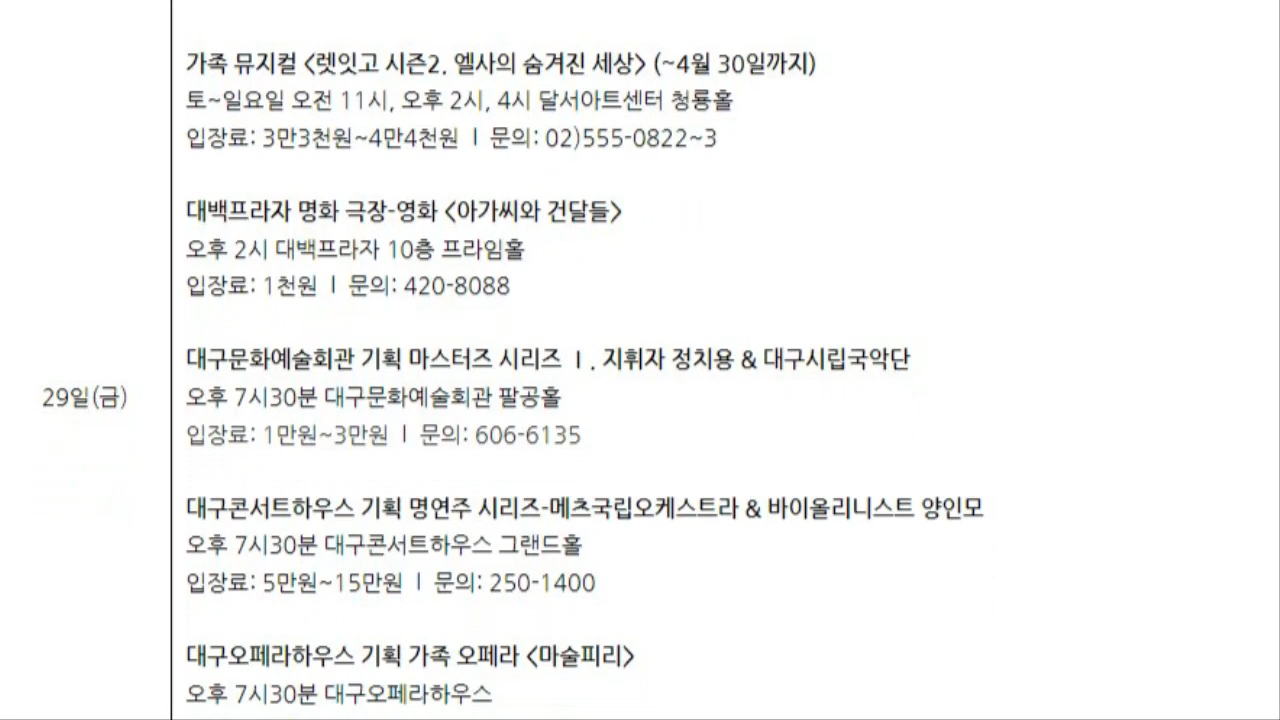 가족 뮤지컬 <렛잇고 시즌2. 엘사의 숨겨진 세상> (~4월 30일까지)
토~일요일 오전 11시, 오후 2시, 4시 달서아트센터 청룡홀
입장료: 3만3천원~4만4천원 ㅣ 문의: 02)555-0822~3
대백프라자 명화 극장-영화 <아가씨와 건달들>
오후 2시 대백프라자 10층 프라임홀
입장료: 1천원 ㅣ 문의: 420-8088
대구문화예술회관 기획 마스터즈 시리즈 Ⅰ. 지휘자 정치용 & 대구시립국악단
29일(금)
오후 7시30분 대구문화예술회관 팔공홀
입장료: 1만원~3만원 ㅣ 문의: 606-6135
대구콘서트하우스 기획 명연주 시리즈-메츠국립오케스트라 & 바이올리니스트 양인모
오후 7시30분 대구콘서트하우스 그랜드홀
입장료: 5만원~15만원 ㅣ 문의: 250-1400
대구오페라하우스 기획 가족 오페라 <마술피리>
오후 7시30분 대구오페라하우스